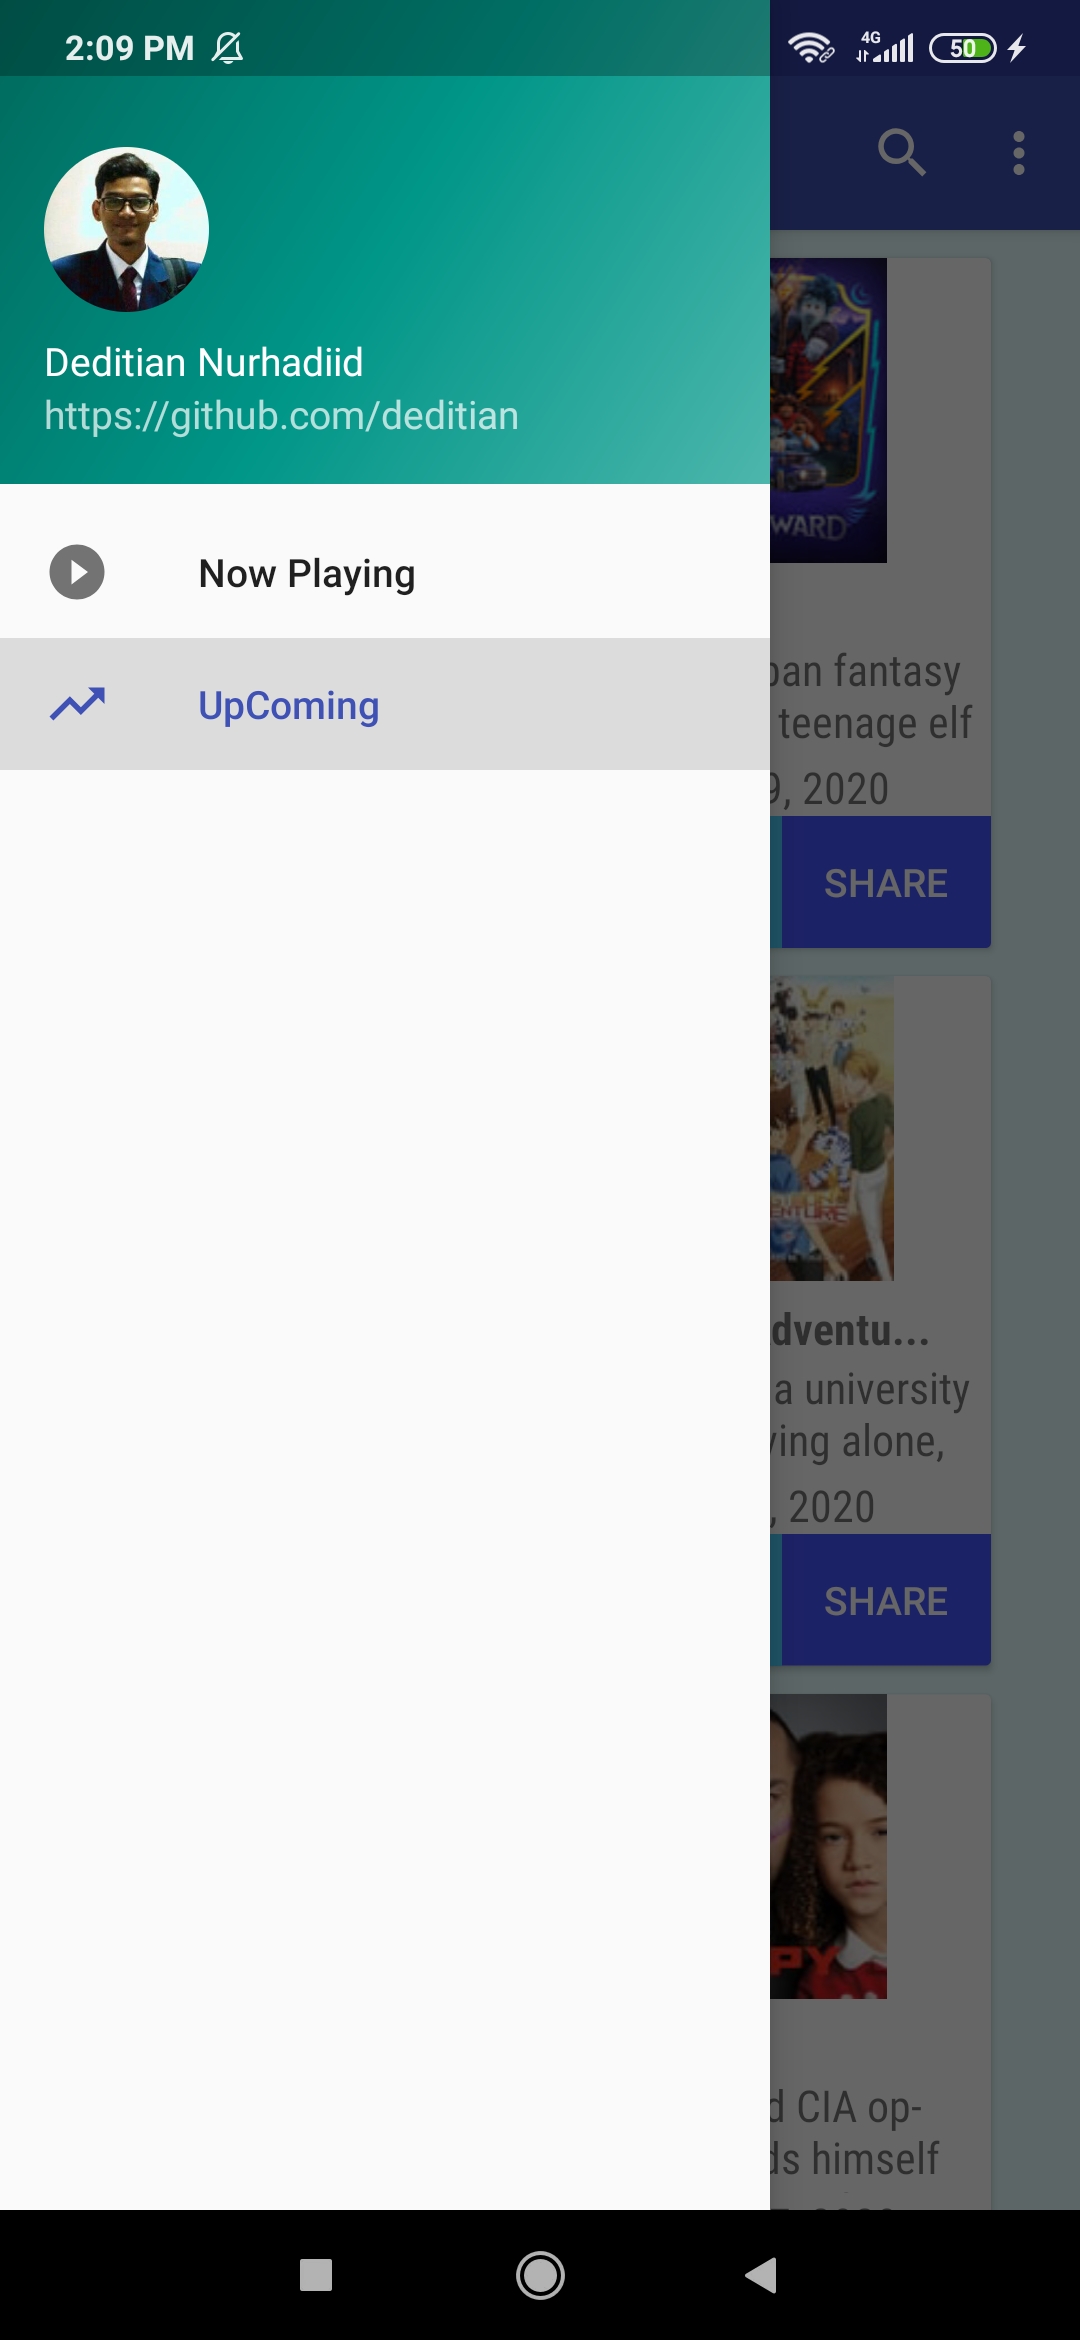 2:09 PM
4G
50
Deditian Nurhadiid
https://github.com/deditian
Now Playing
UpComing
WARD
fantasy
teenage elf
9, 2020
SHARE
ENTURE
dventu...
a university
ving alone,
, 2020
SHARE
PY
d CIA op-
ds himself